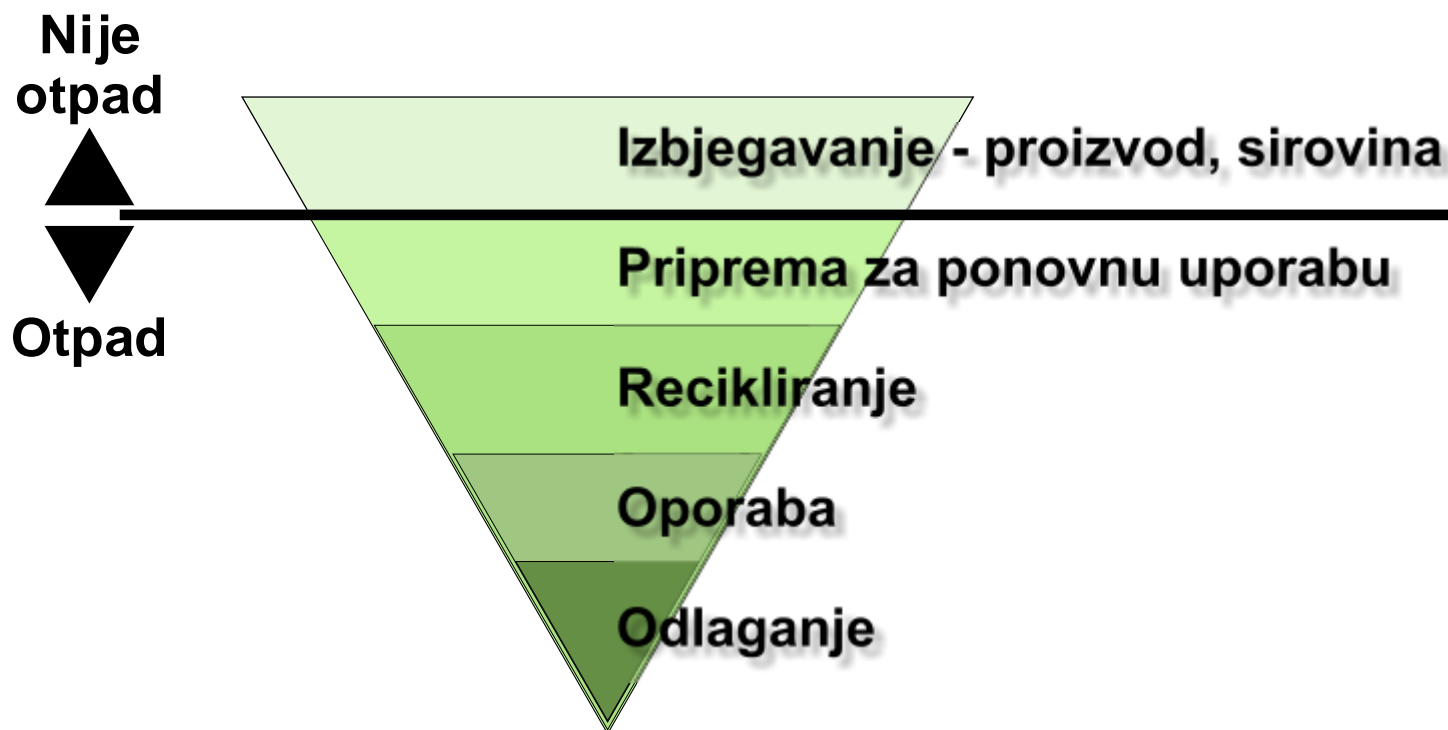 Nije
otpad
Izbjegavanje - proizvod, sirovina
Priprema za ponovnu uporabu
Otpad
Recikliranje
Oporaba
Odlaganje